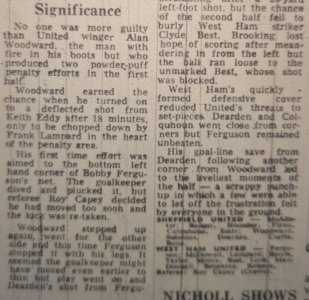 Significance
No one was more guilty
than United winger Alan
Woodward, the man with
fire in his boots but who
produced two powder-puff
penalty efforts in the first
half.
Woodward earned the
chance when he turned on
to a deflected shot from
Keith Eddy after 18 minutes,
only to be chopped down by
Frank Lampard in the heart
of the penalty area.
His first time effort was
aimed to the bottom left
hand corner of Bobby Fergu-
son's net. The goalkeeper
dived and plucked it, but
referee Roy Capey decided
he had moved too soon and
the kick was re-taken.
Woodward stepped up
again, went for the other
side and this time Ferguson
stopped it with his legs. It
seemed the goalkeeper might
have moved even earlier to
this; but play went on and
Dearden's shot from Fergu-
left-foot shot, but the chance
of the second half fell to
burly West Ham striker
Clyde Best. Brooking lost
hope of scoring after mean-
dering in from the left but
the ball ran loose to the
unmarked Best, whose shot
was blocked.
West Ham's quickly
formed defensive cover
reduced United's threats to
set-pieces. Dearden and Col-
quhoun went close from cor-
ners but Ferguson remained
unbeaten.
His goal-line save from
Dearden following another
corner from Woodward led
to the liveliest moments of
the half — a scrappy punch-
up in which a few were able
to let off the frustration felt
by everyone in the ground.
SHEFFIELD UNITED
WEST HAM UNITED
Referee: Roy Capey
NICHOLL SHOWS